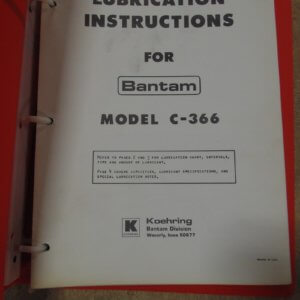 LUBRICATION
INSTRUCTIONS
FOR
Bantam
MODEL C-366
REFER TO PAGES 2 AND 3 FOR LUBRICATION CHART, INTERVALS,
TYPE AND AMOUNT OF LUBRICANT.
PAGE 4 COVERS CAPACITIES, LUBRICANT SPECIFICATIONS, AND
SPECIAL LUBRICATION NOTES.
K
Koehring
Bantam Division
Waverly, Iowa 50677